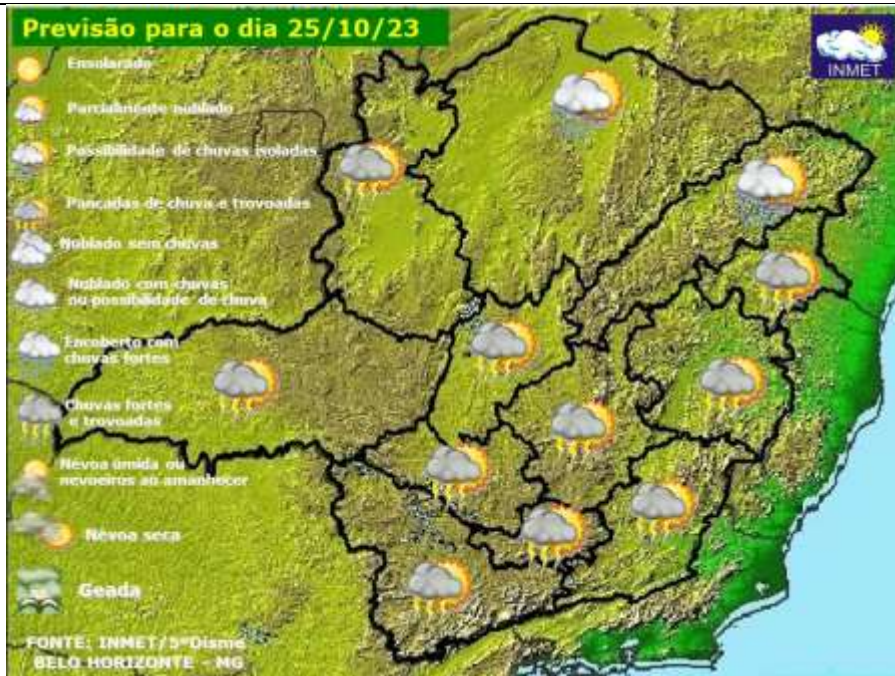 Previsão para o dia 25/10/23
INMET
Ensolarado
Parcialmente nublado
Possibilidade de chuvas isoladas
Pancadas de chuva e trovoadas
Nublado sem chuvas
Nublado com chuvas
ou possibilidade de chuva
Encoberto com
chuvas fortes
Chuvas fortes
e trovoadas
Névoa úmida ou
nevoeiros ao amanhecer
Névoa seca
Geada
FONTE: INMET/5ºDisme
BELO HORIZONTE - MG